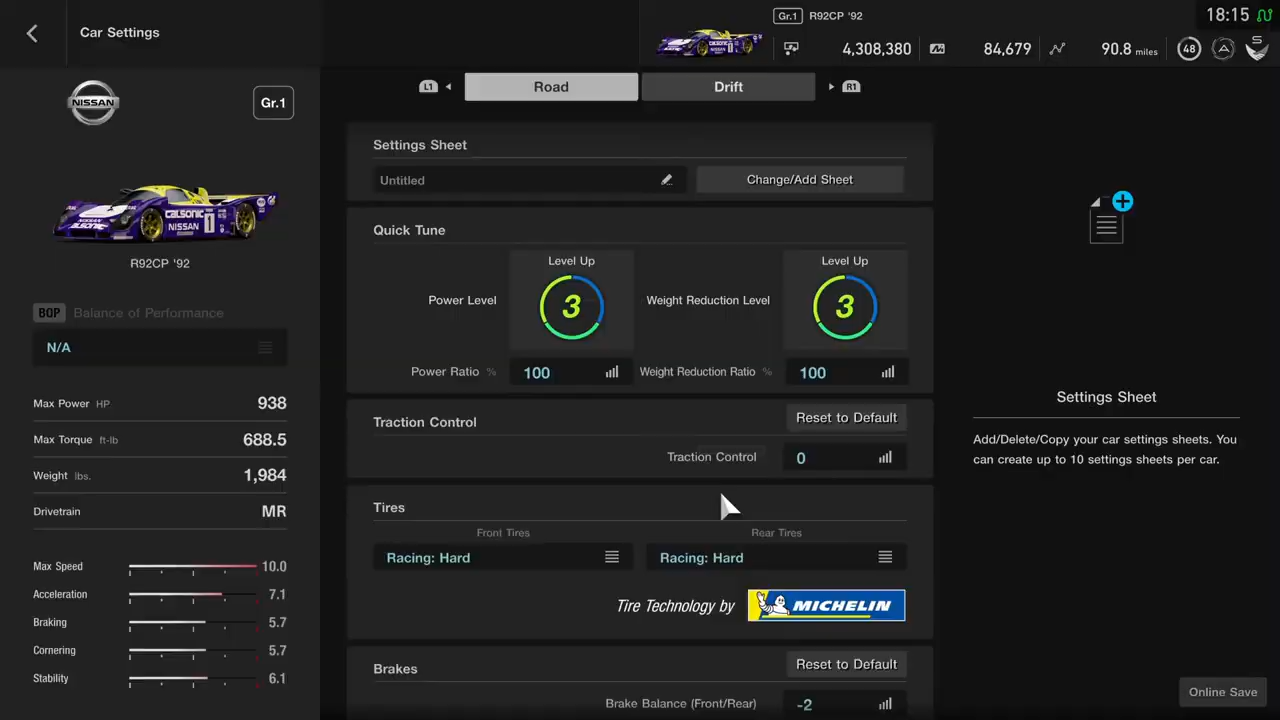 Car Settings
Gr.1 R92CP '92
18:15
4,308,380 84,679 90.8 miles 48 A S
L1 Road Drift R1
NISSAN Gr.1
Settings Sheet
Untitled Change/Add Sheet
Quick Tune
Level Up Level Up
Power Level 3 Weight Reduction Level 3
Power Ratio % 100 Weight Reduction Ratio % 100
CALSONIC
NISSAN 1
R92CP '92
BOP Balance of Performance
N/A
Max Power HP 938
Max Torque ft-lb 688.5
Weight lbs. 1,984
Drivetrain MR
Max Speed 10.0
Acceleration 7.1
Braking 5.7
Cornering 5.7
Stability 6.1
Traction Control Reset to Default
Traction Control 0
Tires
Front Tires Rear Tires
Racing: Hard Racing: Hard
Tire Technology by MICHELIN
Brakes Reset to Default
Brake Balance (Front/Rear) -2
Settings Sheet
Add/Delete/Copy your car settings sheets. You
can create up to 10 settings sheets per car.
Online Save